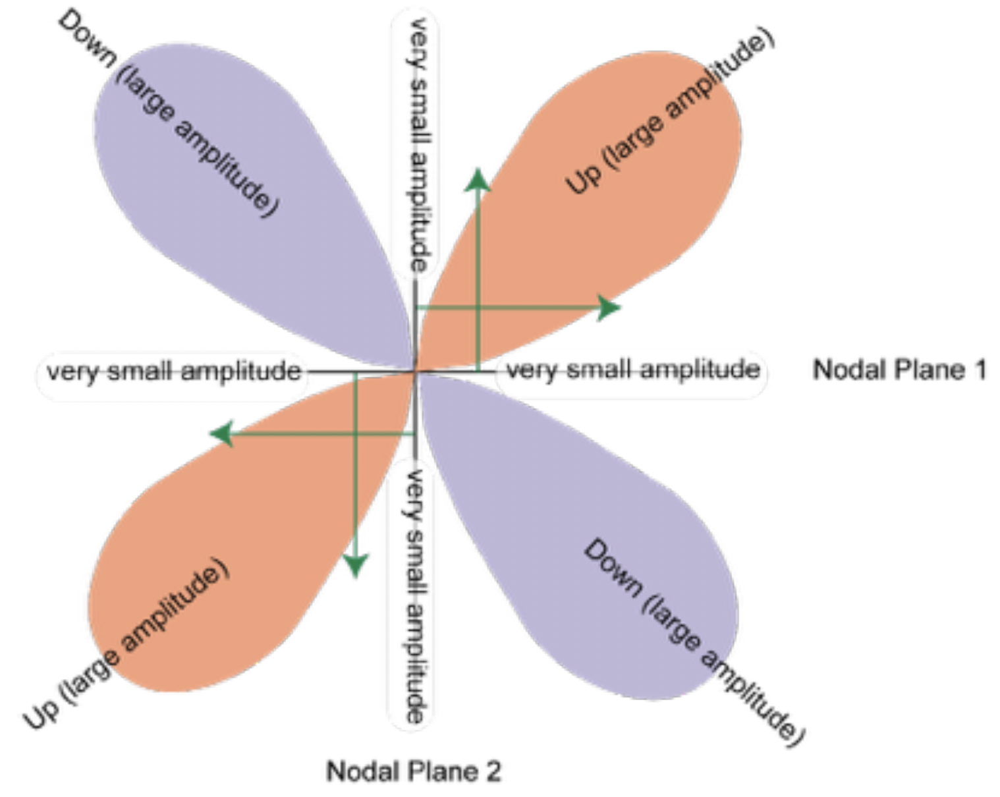 Down (large amplitude)
very small amplitude
Up (large amplitude)
very small amplitude
very small amplitude
Nodal Plane 1
Up (large amplitude)
very small amplitude
Down (large amplitude)
Nodal Plane 2